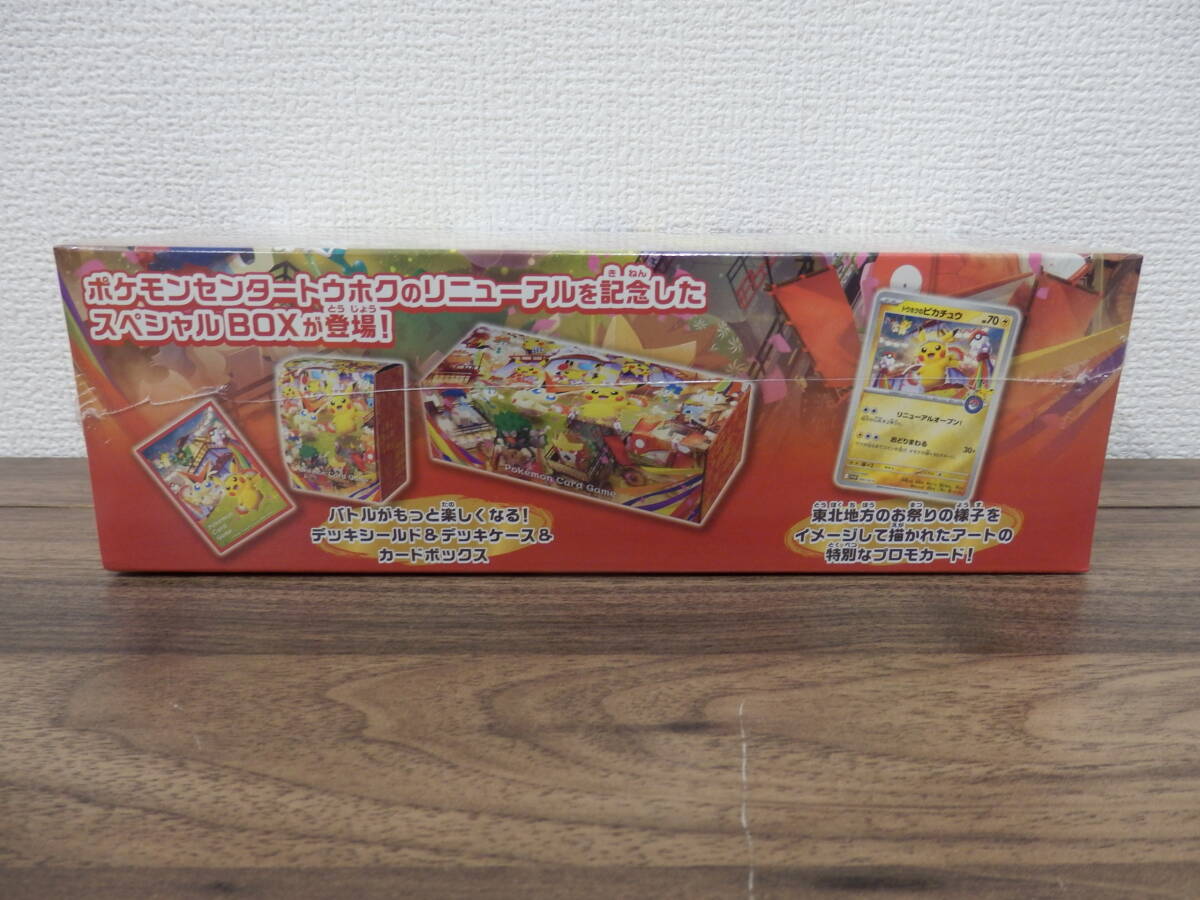 ポケモンセンタートウホクのリニューアルを記念した
スペシャルBOXが登場！
トウホクのピカチュウ
HP70
リニューアルオープン！
おどりまわる
30+
Pokémon Card Game
Pokémon Card Game
バトルがもっと楽しくなる！
デッキシールド&デッキケース&
カードボックス
東北地方のお祭りの様子を
イメージして描かれたアートの
特別なプロモカード！